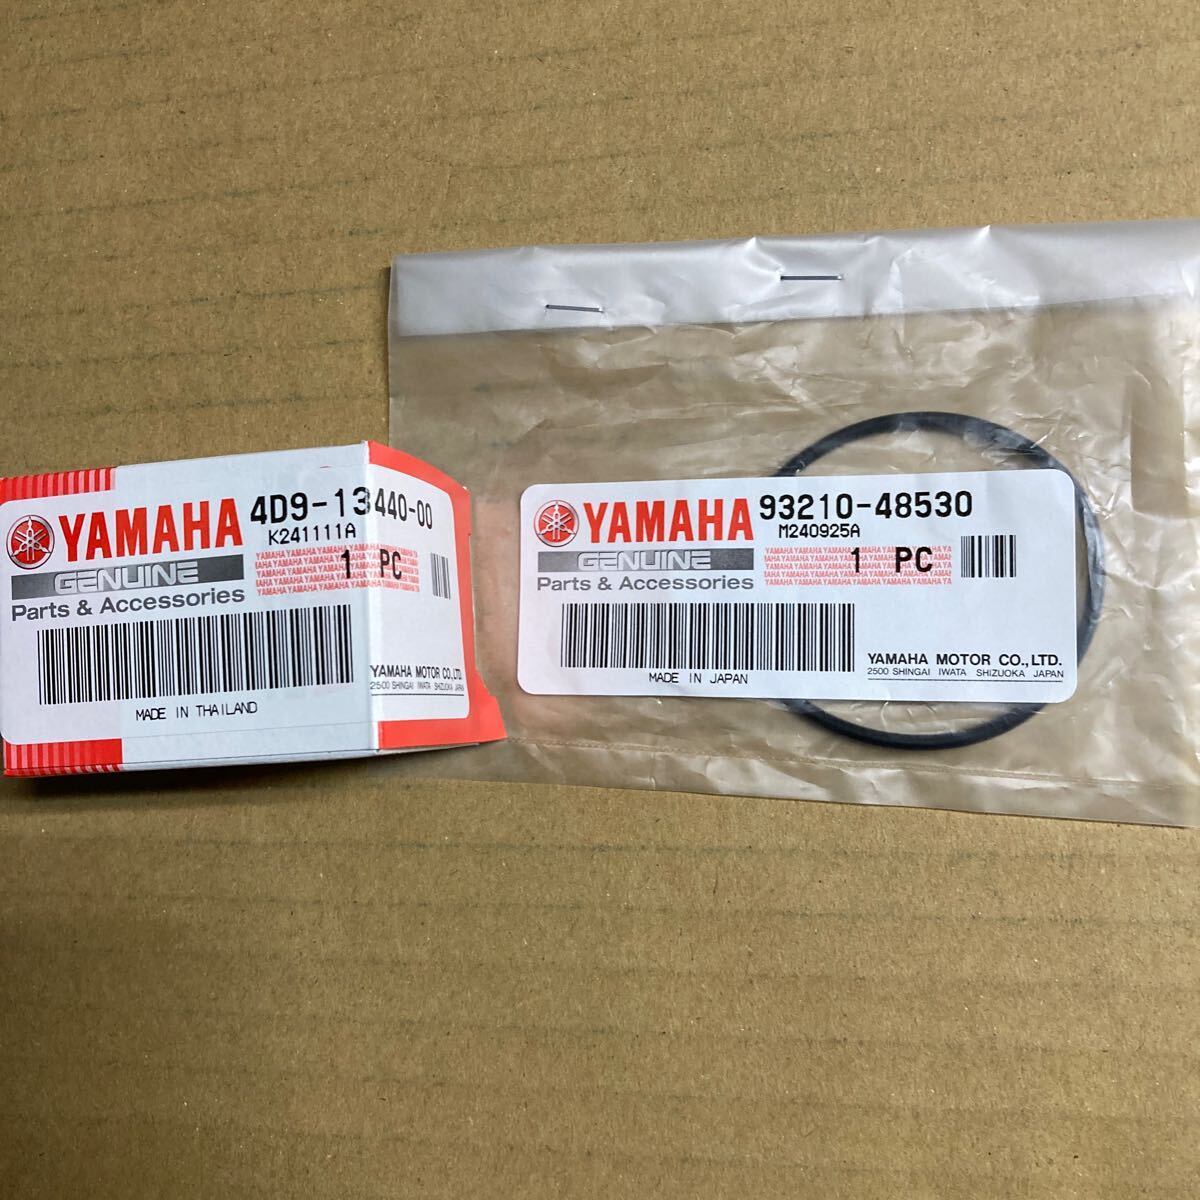 YAMAHA 4D9-13440-00
K241111A
GENUINE
Parts & Accessories
1 PC
YAMAHA MOTOR CO.,LTD.
2500 SHINGAI IWATA SHIZUOKA JAPAN
MADE IN THAILAND
YAMAHA 93210-48530
M240925A
GENUINE
Parts & Accessories
1 PC
YAMAHA MOTOR CO.,LTD.
2500 SHINGAI IWATA SHIZUOKA JAPAN
MADE IN JAPAN